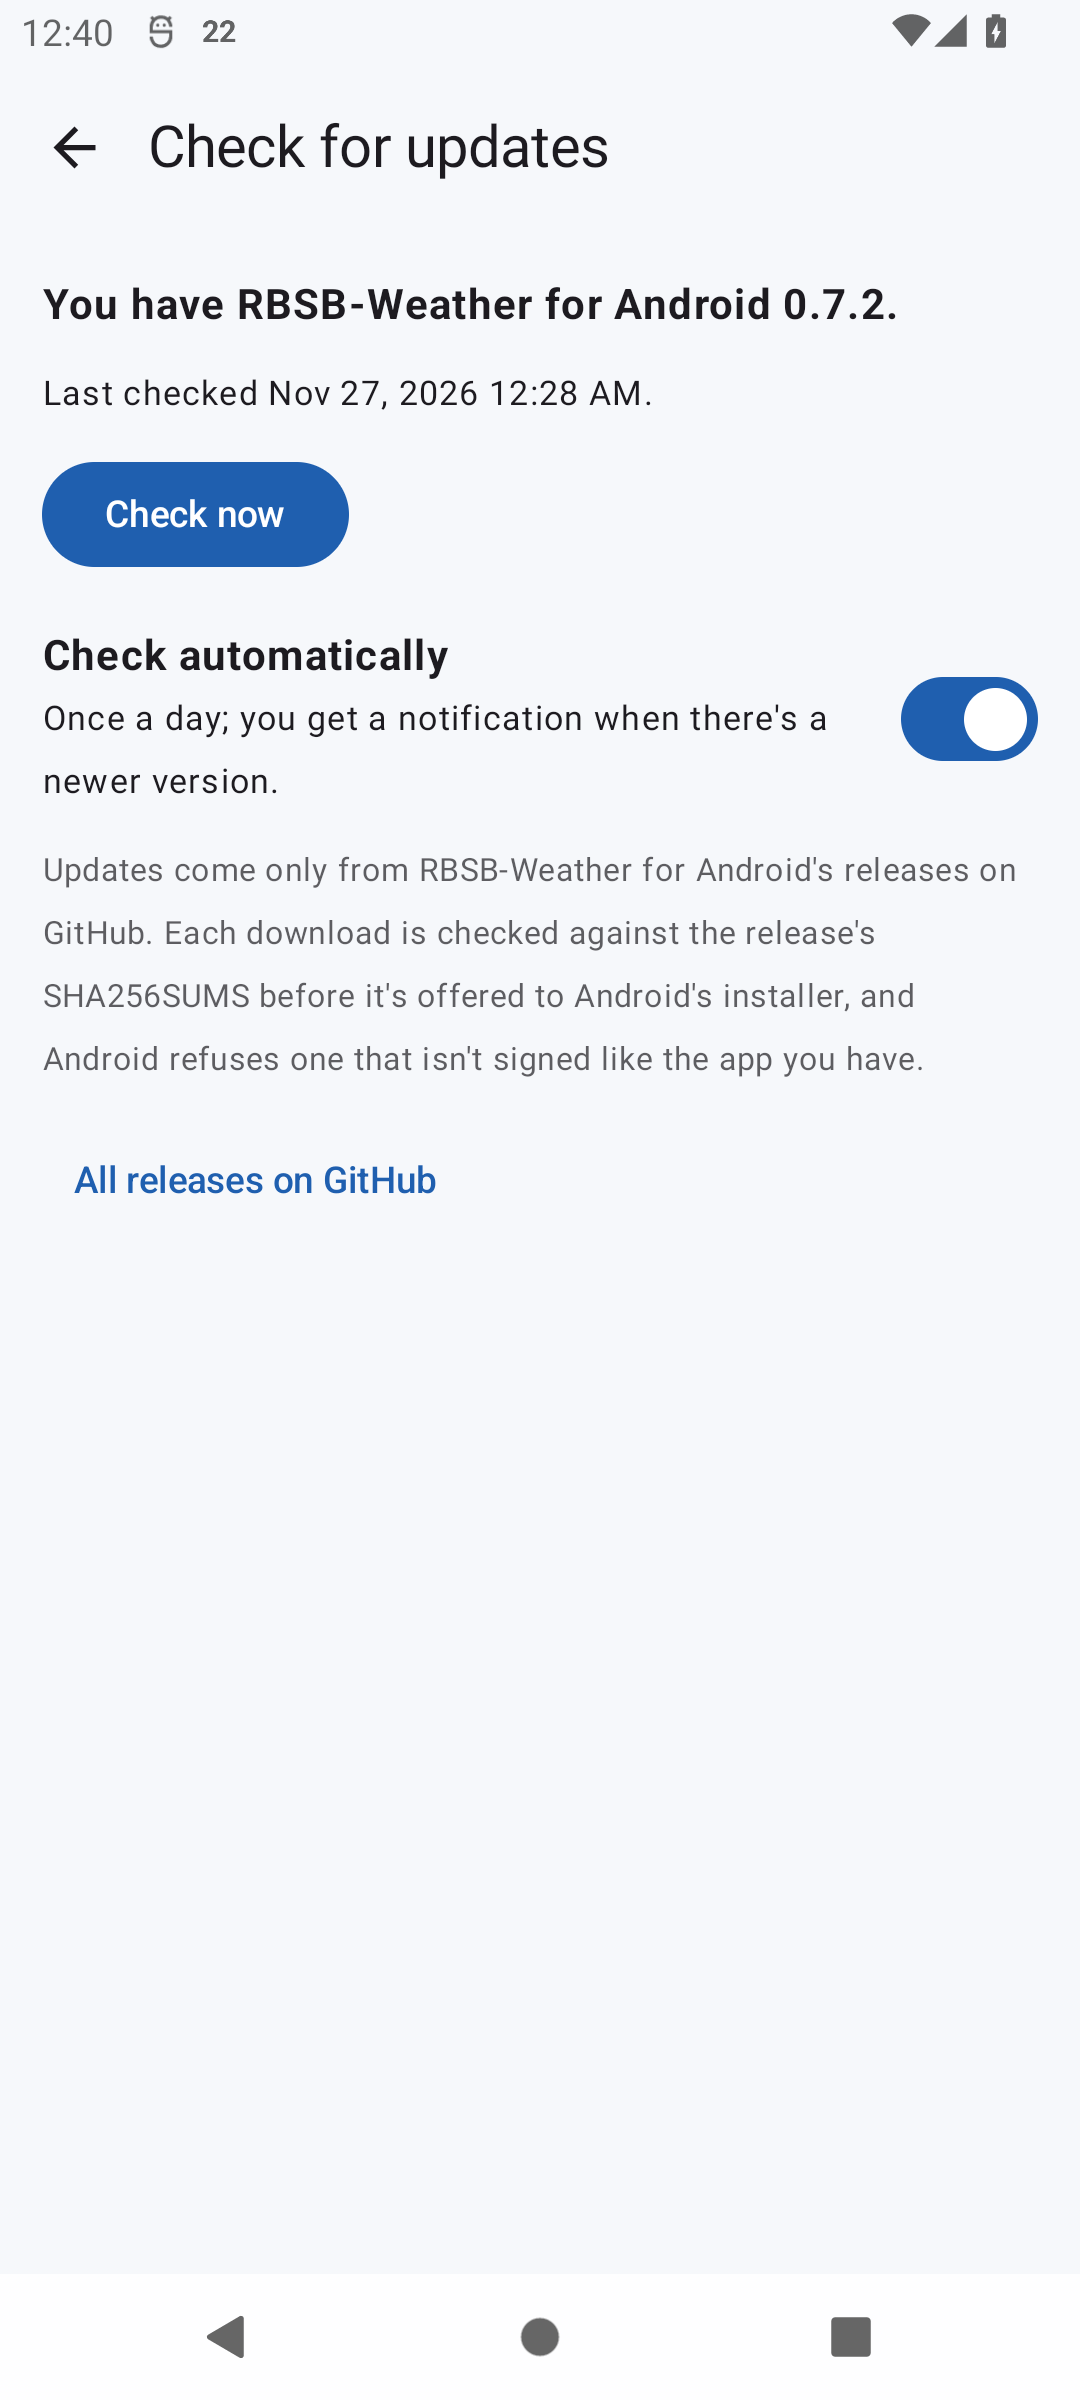 12:40 22
Check for updates
You have RBSB-Weather for Android 0.7.2.
Last checked Nov 27, 2026 12:28 AM.
Check now
Check automatically
Once a day; you get a notification when there's a
newer version.
Updates come only from RBSB-Weather for Android's releases on
GitHub. Each download is checked against the release's
SHA256SUMS before it's offered to Android's installer, and
Android refuses one that isn't signed like the app you have.
All releases on GitHub